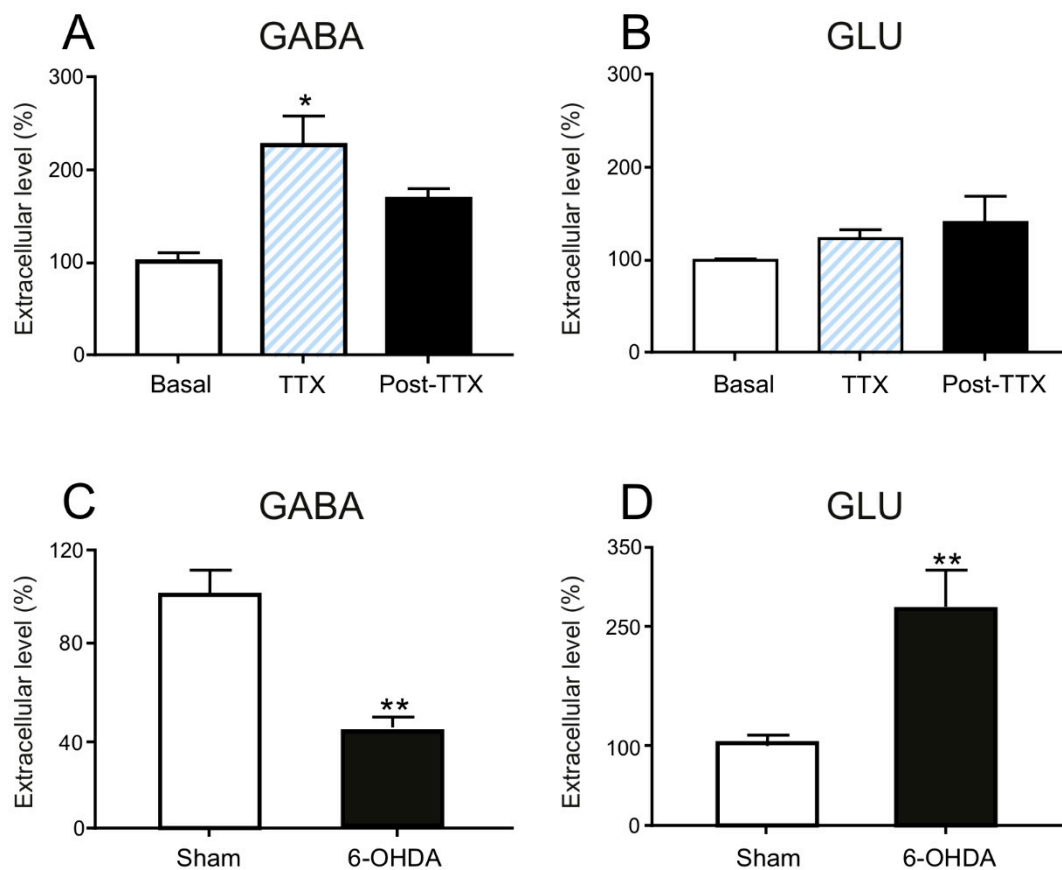 A
GABA
Extracellular level (%)
300
200
100
0
*
Basal
TTX
Post-TTX
B
GLU
Extracellular level (%)
300
200
100
0
Basal
TTX
Post-TTX
C
GABA
Extracellular level (%)
120
80
40
0
**
Sham
6-OHDA
D
GLU
Extracellular level (%)
350
250
100
0
**
Sham
6-OHDA